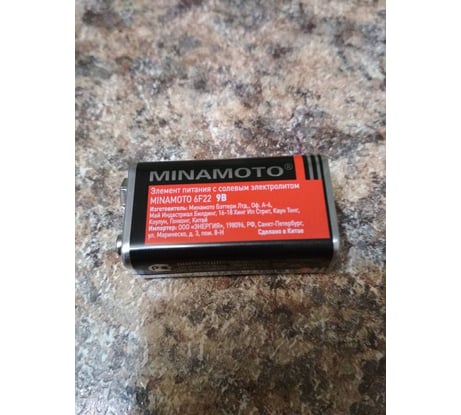 MINAMOTO®
Элемент питания с солевым электролитом
MINAMOTO 6F22 9В
Изготовитель: Минамото Бэттери Лтд., Оф. А-6,
Май Индастриал Билдинг, 16-18 Хинг Ип Стрит, Квун Тонг,
Коулун, Гонконг, Китай
Импортер: ООО «ЭНЕРГИЯ», 198096, РФ, Санкт-Петербург,
ул. Маринеско, д. 3, пом. 8-Н Сделано в Китае